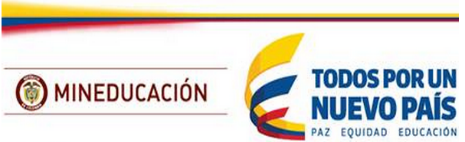 MINEDUCACIÓN
TODOS POR UN
NUEVO PAÍS
PAZ EQUIDAD EDUCACIÓN